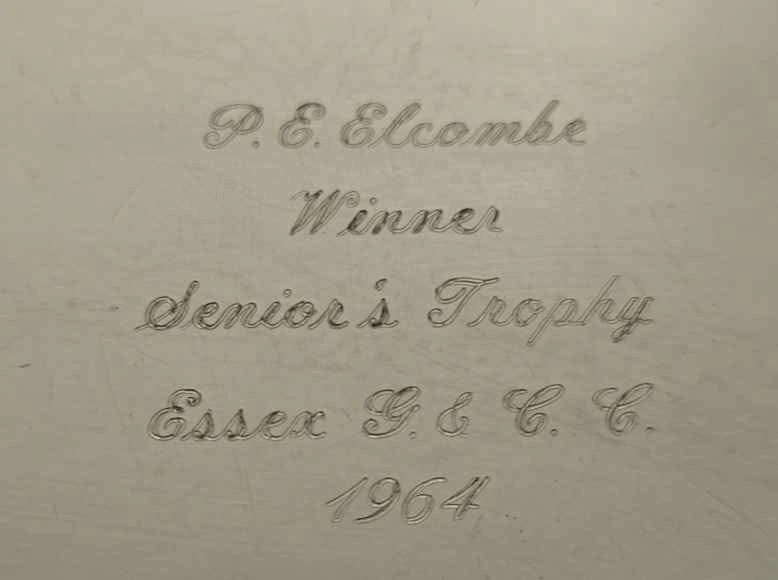 P. E. Elcombe
Winner
Senior's Trophy
Essex G. & C. C.
1964